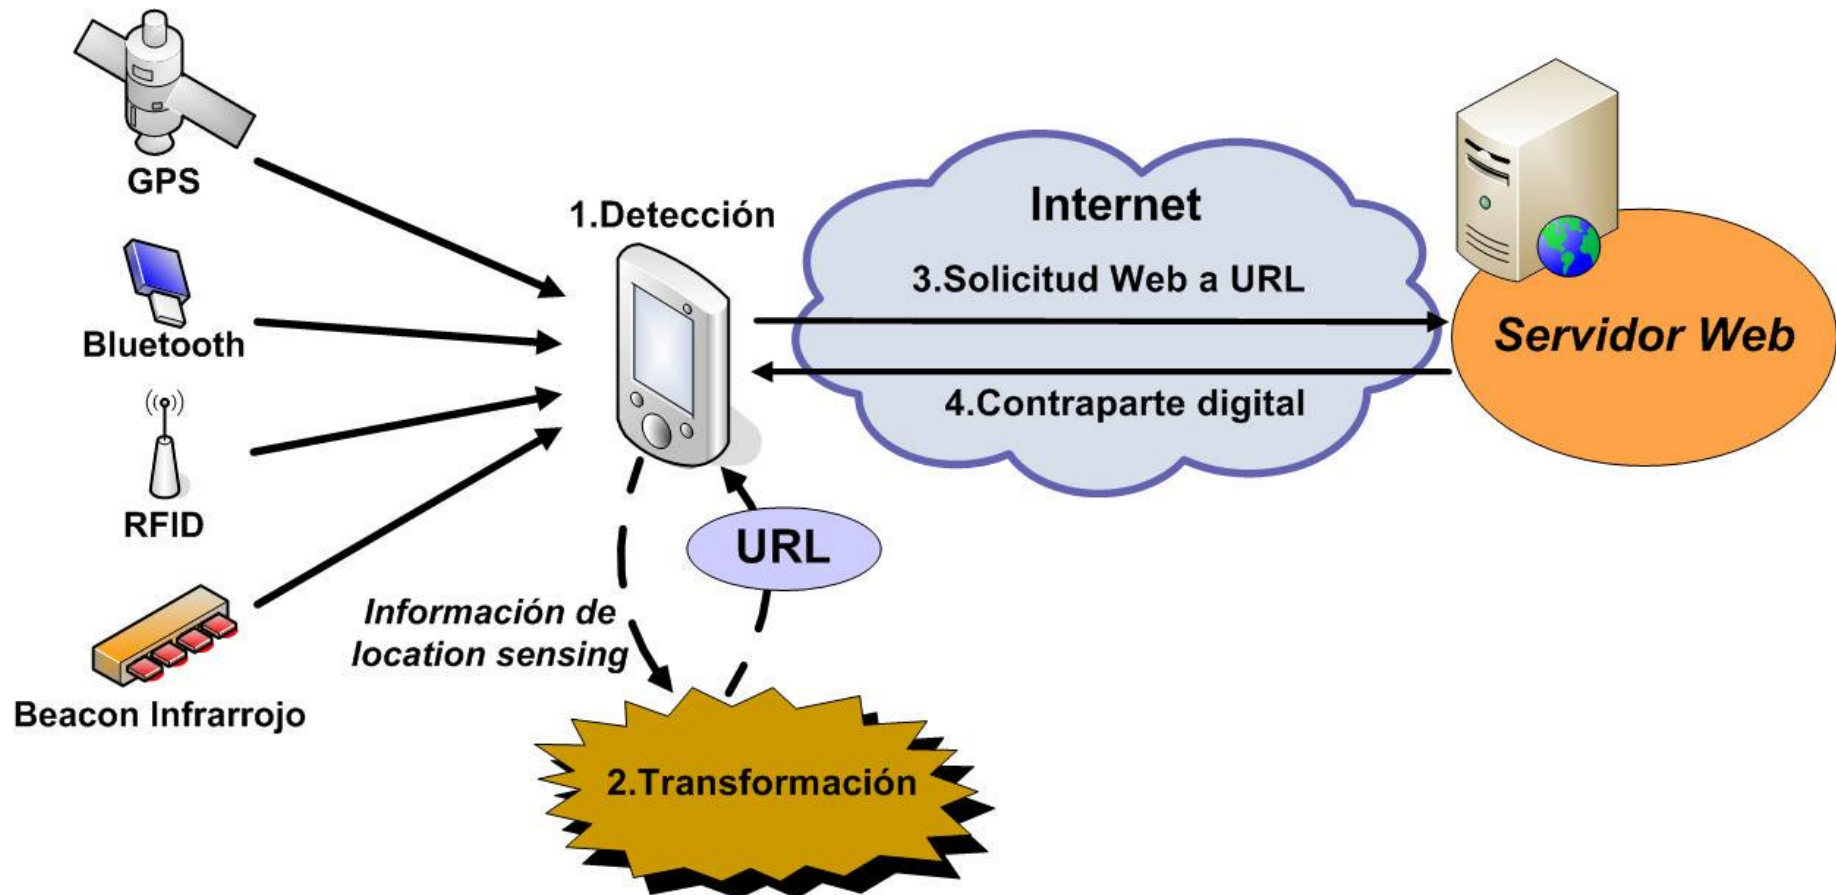 GPS
1.Detección
Internet
Bluetooth
3.Solicitud Web a URL
Servidor Web
4.Contraparte digital
RFID
URL
Información de
location sensing
Beacon Infrarrojo
2.Transformación